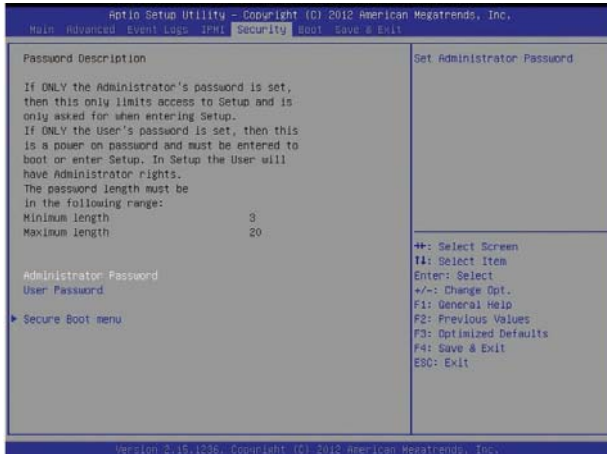 Aptio Setup Utility – Copyright (C) 2012 American Megatrends, Inc.
Main Advanced Event Logs IPMI Security Boot Save & Exit
Password Description
If ONLY the Administrator's password is set,
then this only limits access to Setup and is
only asked for when entering Setup.
If ONLY the User's password is set, then this
is a power on password and must be entered to
boot or enter Setup. In Setup the User will
have Administrator rights.
The password length must be
in the following range:
Minimum length 3
Maximum length 20
Administrator Password
User Password
▶ Secure Boot menu
Set Administrator Password
→←: Select Screen
↑↓: Select Item
Enter: Select
+/-: Change Opt.
F1: General Help
F2: Previous Values
F3: Optimized Defaults
F4: Save & Exit
ESC: Exit
Version 2.15.1236. Copyright (C) 2012 American Megatrends, Inc.